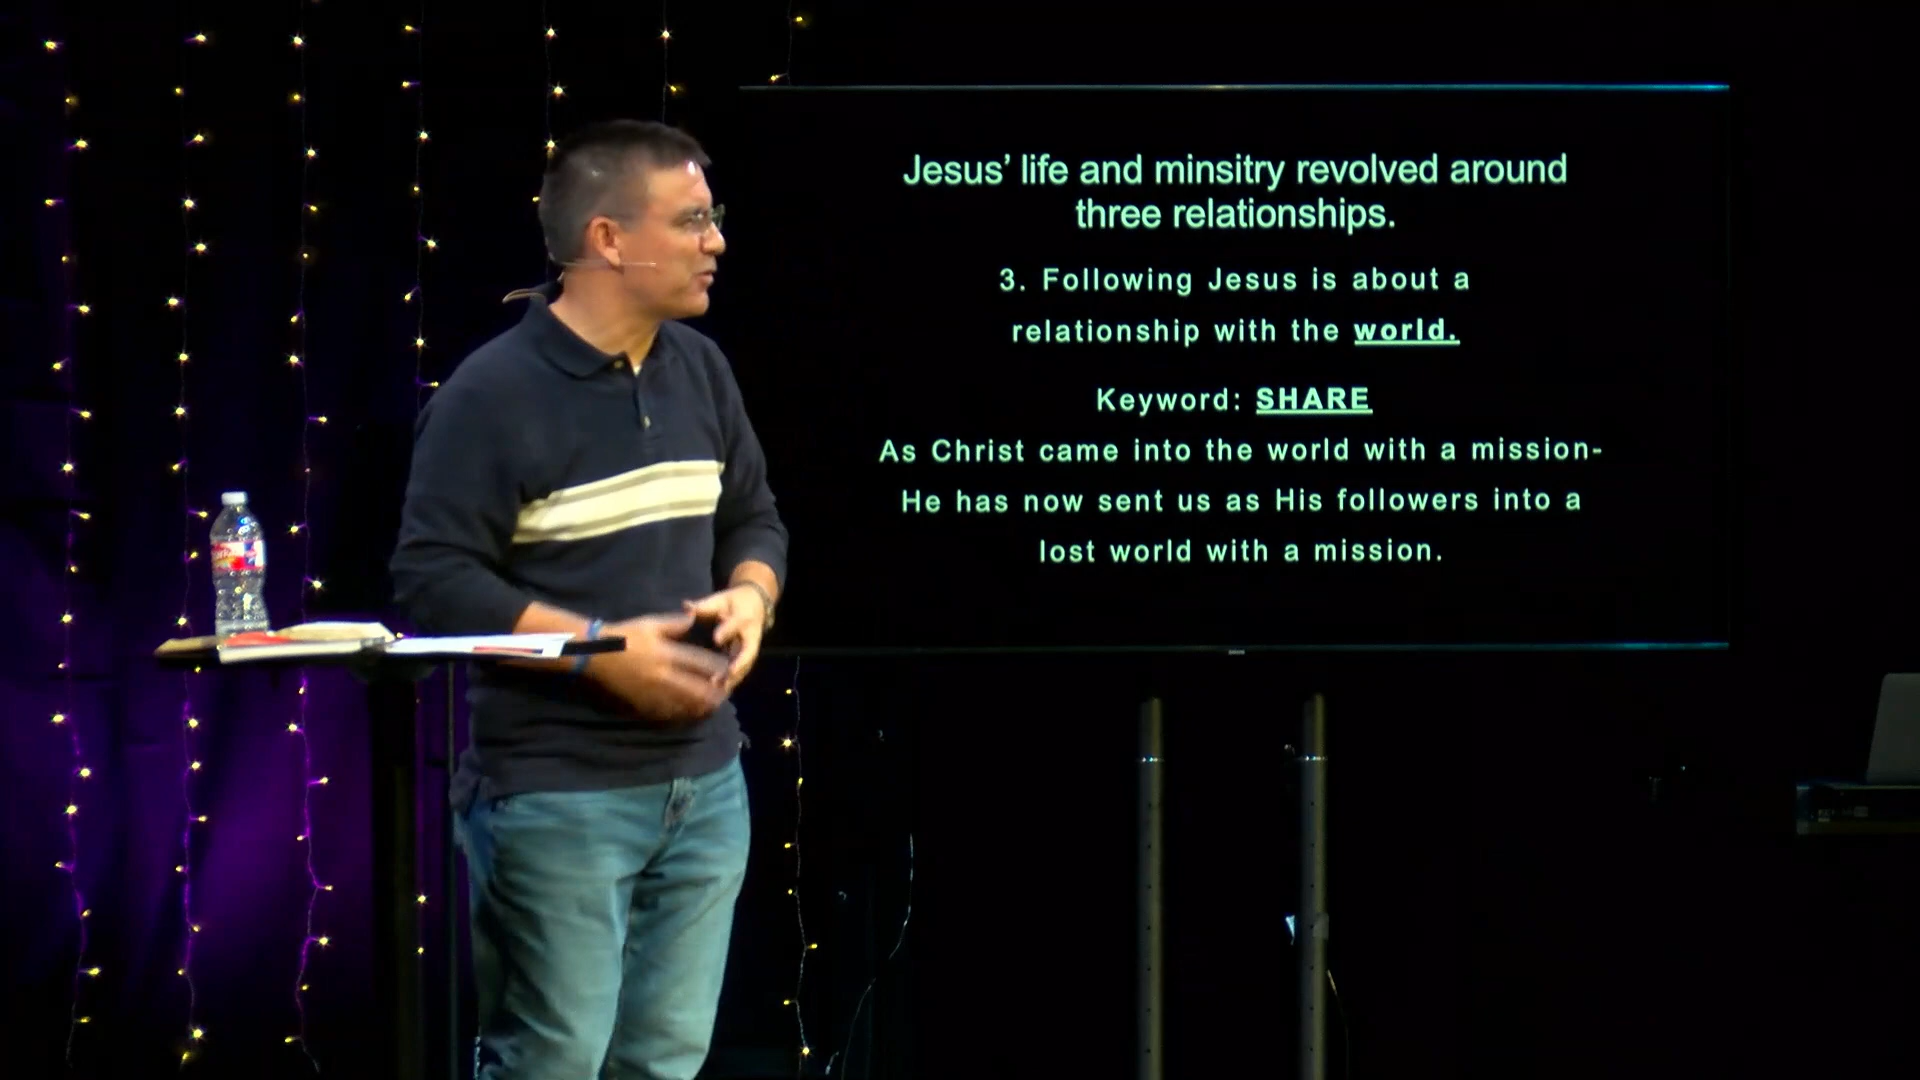 Jesus’ life and minsitry revolved around
three relationships.
3. Following Jesus is about a
relationship with the world.
Keyword: SHARE
As Christ came into the world with a mission-
He has now sent us as His followers into a
lost world with a mission.